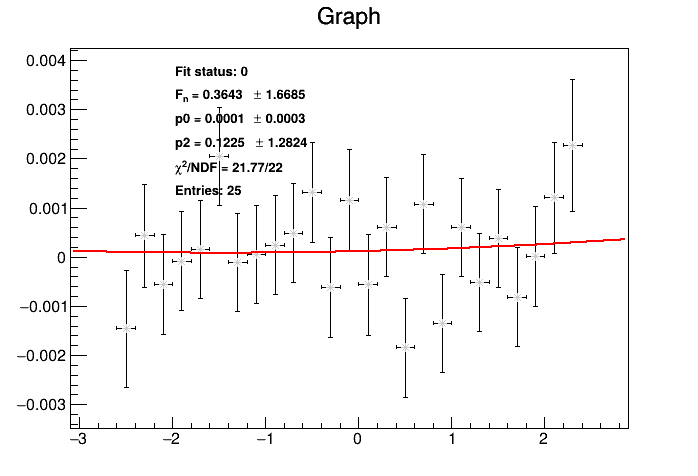 Graph
0.004
0.003
0.002
0.001
0
−0.001
−0.002
−0.003
Fit status: 0
Fn = 0.3643 ± 1.6685
p0 = 0.0001 ± 0.0003
p2 = 0.1225 ± 1.2824
χ²/NDF = 21.77/22
Entries: 25
−3 −2 −1 0 1 2